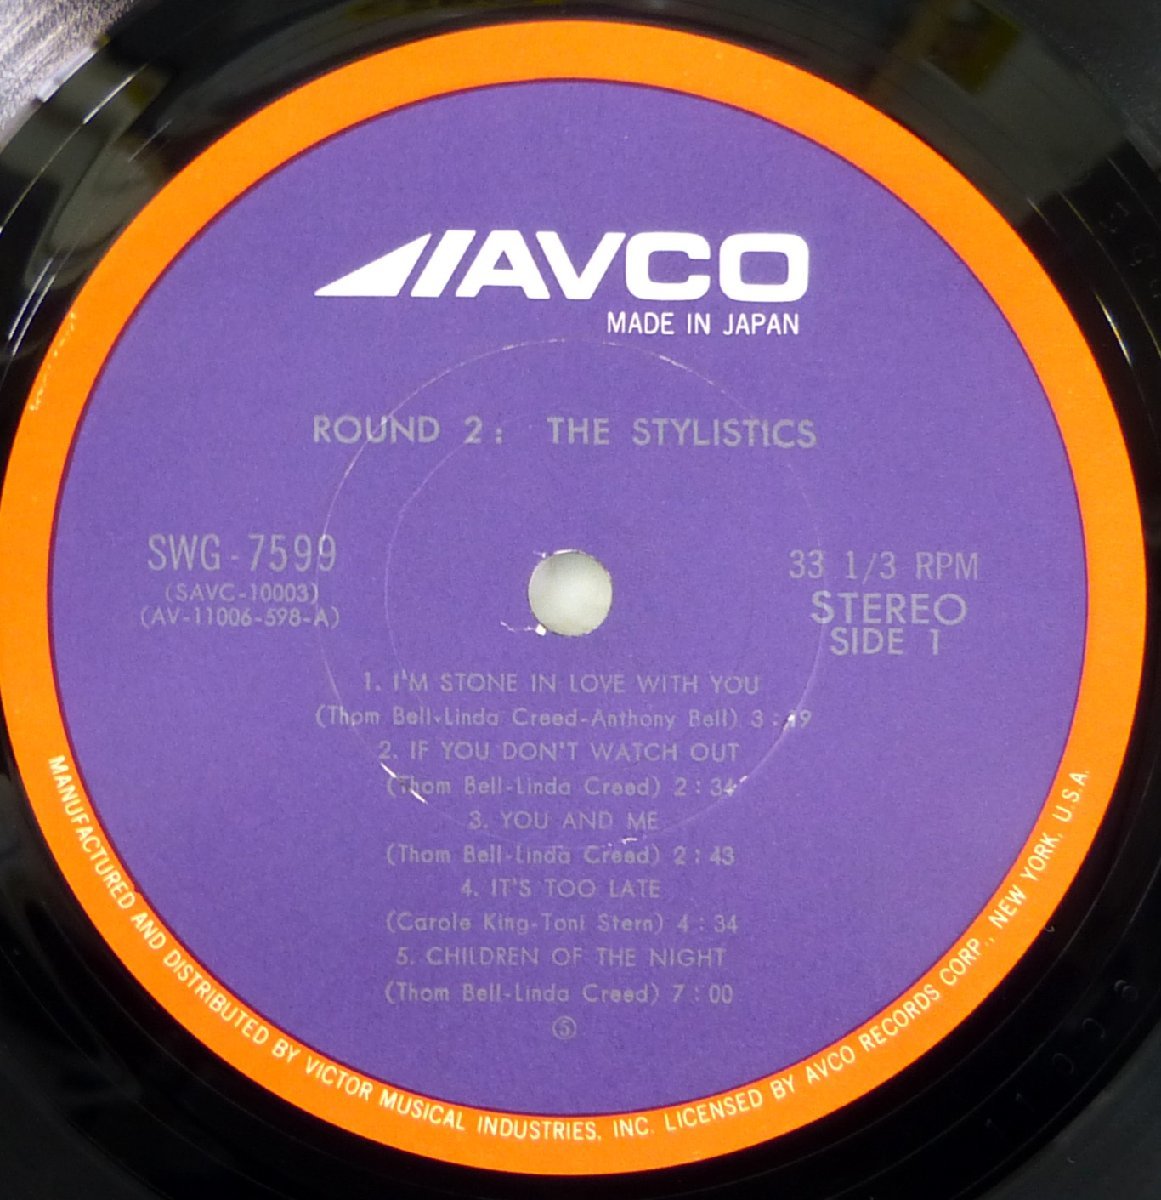 AVCO
MADE IN JAPAN
ROUND 2: THE STYLISTICS
SWG-7599
(SAVC-10003)
(AV-11006-598-A)
33 1/3 RPM
STEREO
SIDE 1
1. I'M STONE IN LOVE WITH YOU
(Thom Bell-Linda Creed-Anthony Bell) 3:19
2. IF YOU DON'T WATCH OUT
(Thom Bell-Linda Creed) 2:34
3. YOU AND ME
(Thom Bell-Linda Creed) 2:43
4. IT'S TOO LATE
(Carole King-Toni Stern) 4:34
5. CHILDREN OF THE NIGHT
(Thom Bell-Linda Creed) 7:00
Ⓢ
MANUFACTURED AND DISTRIBUTED BY VICTOR MUSICAL INDUSTRIES, INC. LICENSED BY AVCO RECORDS CORP., NEW YORK, U.S.A.